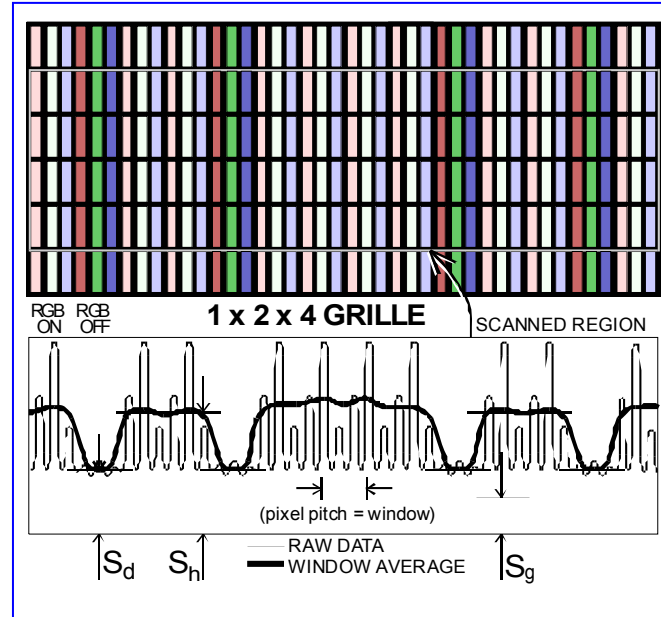 RGB ON
RGB OFF
1 x 2 x 4 GRILLE
SCANNED REGION
(pixel pitch = window)
Sd
Sh
RAW DATA
WINDOW AVERAGE
Sg